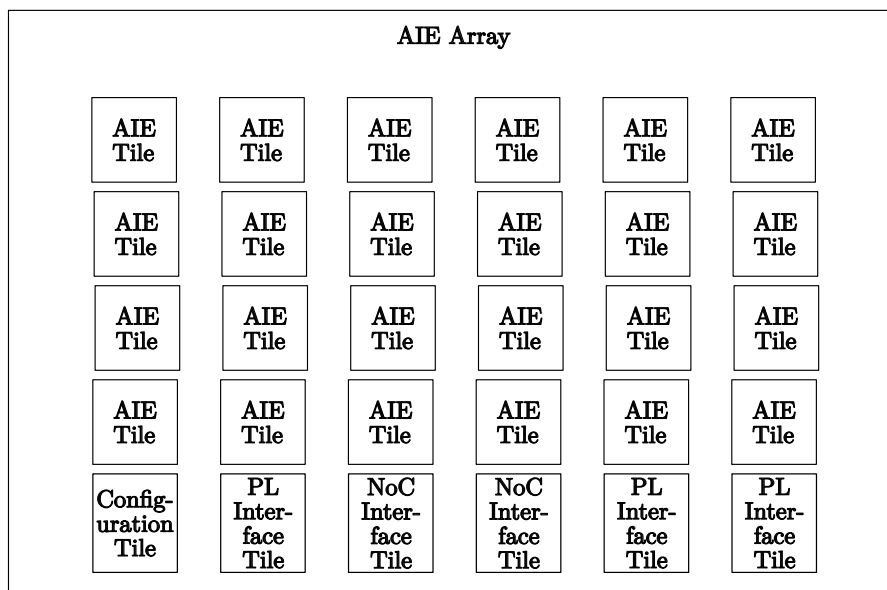 AIE Array
AIE AIE AIE AIE AIE AIE
Tile Tile Tile Tile Tile Tile
AIE AIE AIE AIE AIE AIE
Tile Tile Tile Tile Tile Tile
AIE AIE AIE AIE AIE AIE
Tile Tile Tile Tile Tile Tile
AIE AIE AIE AIE AIE AIE
Tile Tile Tile Tile Tile Tile
Config-
uration
Tile
PL
Inter-
face
Tile
NoC
Inter-
face
Tile
NoC
Inter-
face
Tile
PL
Inter-
face
Tile
PL
Inter-
face
Tile